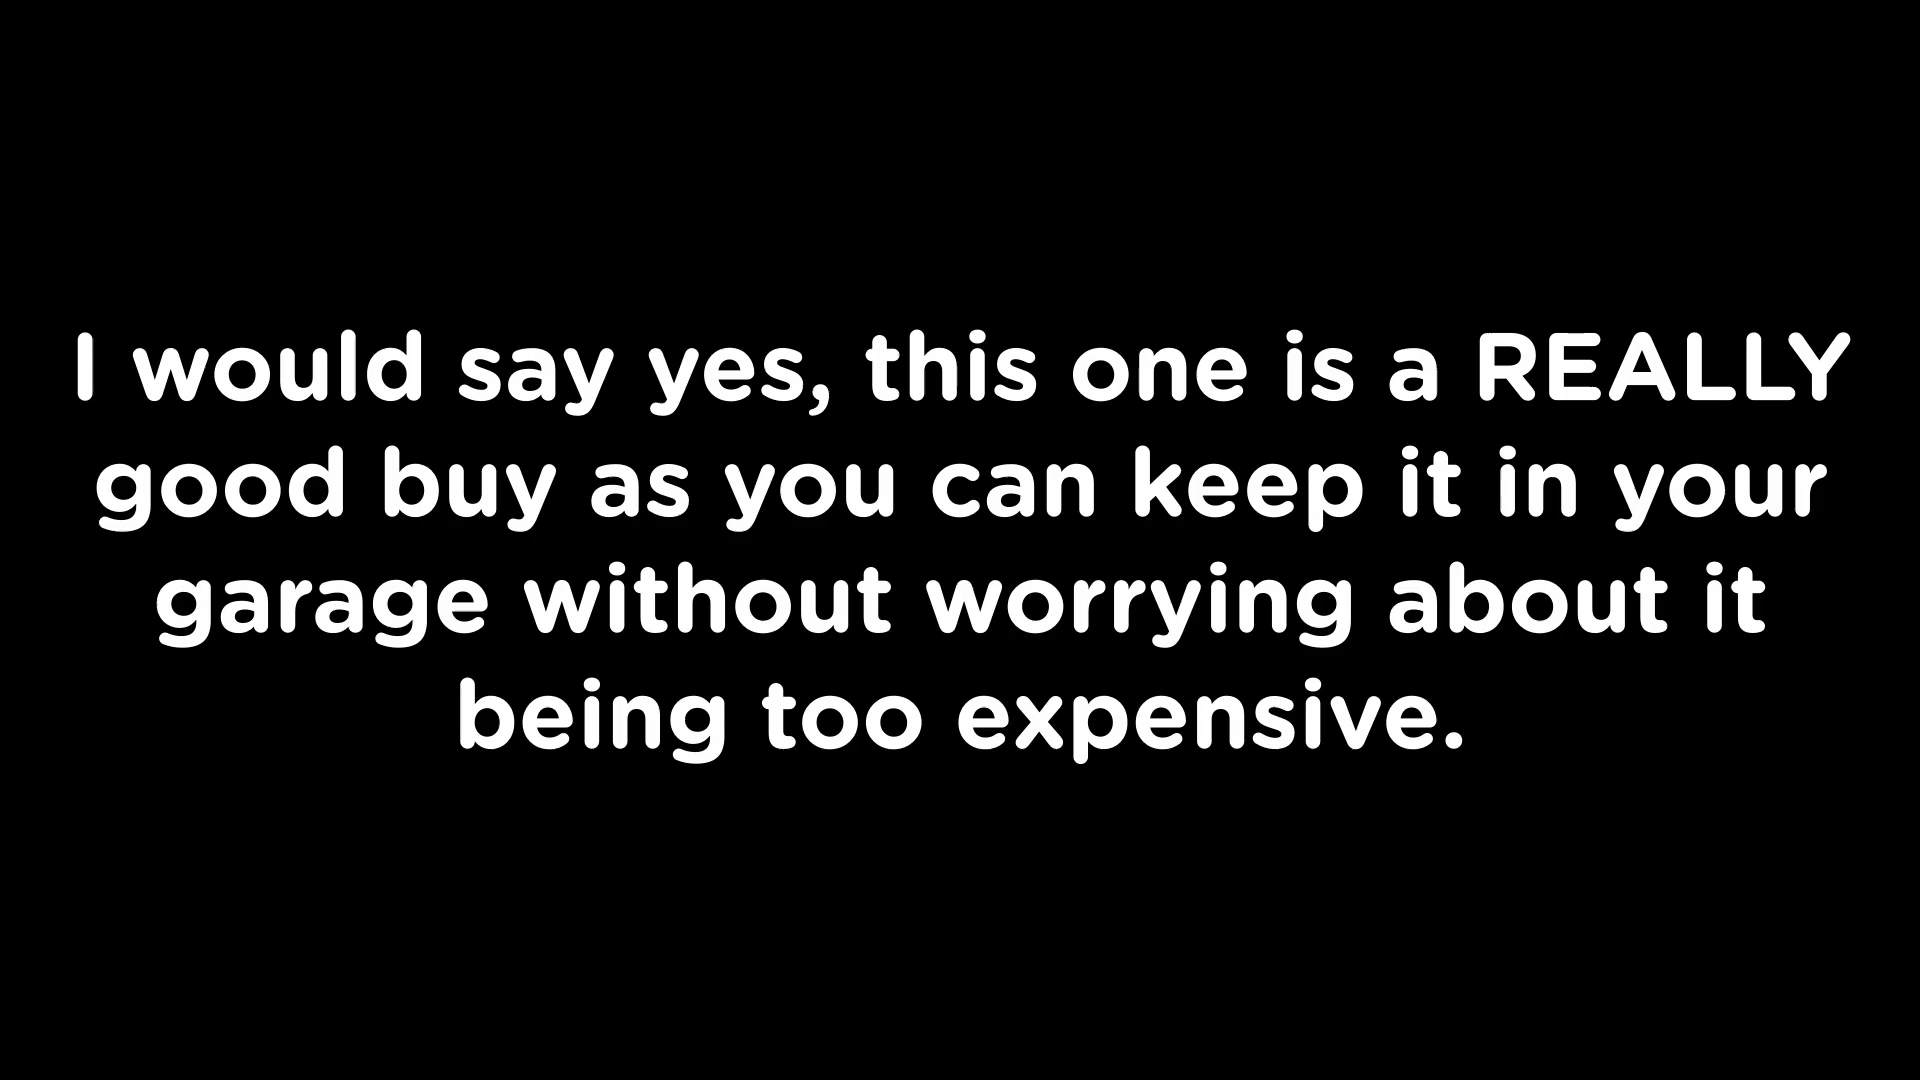 I would say yes, this one is a REALLY
good buy as you can keep it in your
garage without worrying about it
being too expensive.